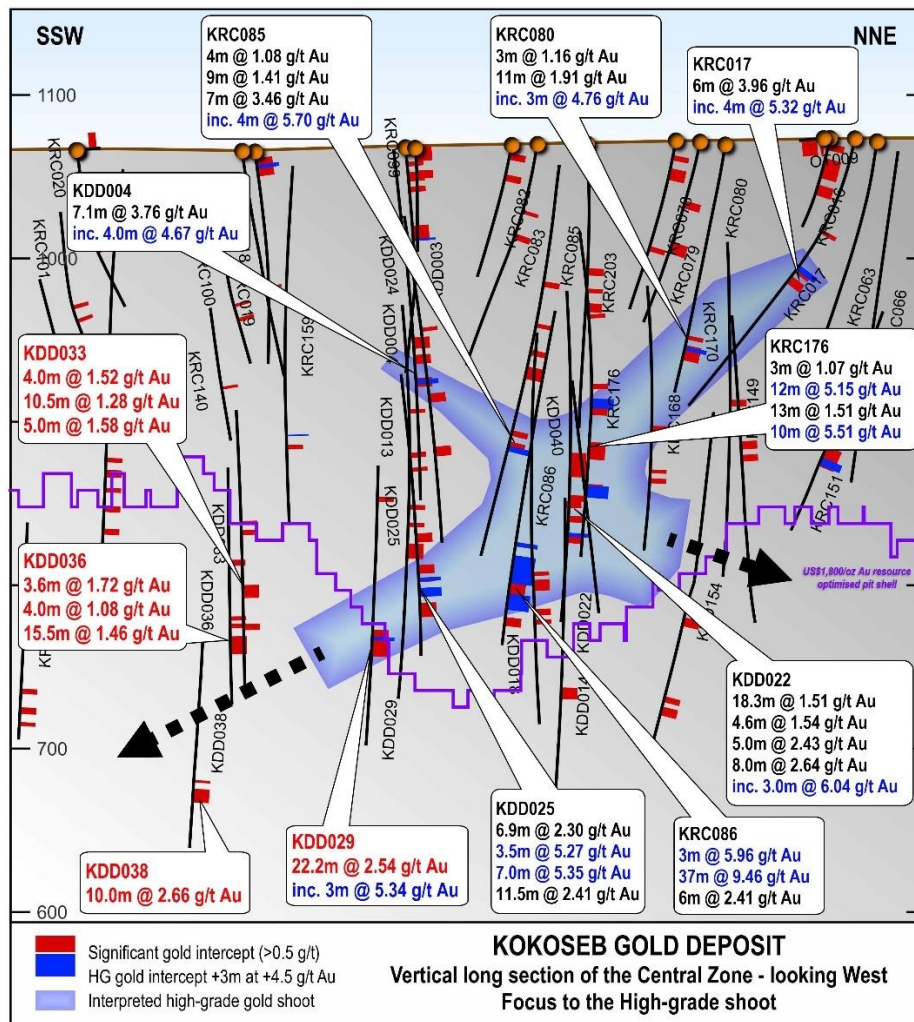 SSW
NNE
KRC085
4m @ 1.08 g/t Au
9m @ 1.41 g/t Au
7m @ 3.46 g/t Au
inc. 4m @ 5.70 g/t Au
KRC080
3m @ 1.16 g/t Au
11m @ 1.91 g/t Au
inc. 3m @ 4.76 g/t Au
KRC017
6m @ 3.96 g/t Au
inc. 4m @ 5.32 g/t Au
1100
KRC020
KDD004
7.1m @ 3.76 g/t Au
inc. 4.0m @ 4.67 g/t Au
KRC082
KRC083
KRC085
KRC203
KRC079
KRC080
KRC017
KRC063
KDD024
KRC156
KRC170
KRC140
KDD013
KDD040
KRC176
KRC086
KDD025
KRC151
KDD036
KDD038
KDD029
KDD022
KDD014
KDD033
4.0m @ 1.52 g/t Au
10.5m @ 1.28 g/t Au
5.0m @ 1.58 g/t Au
KRC176
3m @ 1.07 g/t Au
12m @ 5.15 g/t Au
13m @ 1.51 g/t Au
10m @ 5.51 g/t Au
KDD036
3.6m @ 1.72 g/t Au
4.0m @ 1.08 g/t Au
15.5m @ 1.46 g/t Au
US$1,800/oz Au resource
optimised pit shell
700
KDD022
18.3m @ 1.51 g/t Au
4.6m @ 1.54 g/t Au
5.0m @ 2.43 g/t Au
8.0m @ 2.64 g/t Au
inc. 3.0m @ 6.04 g/t Au
KDD038
10.0m @ 2.66 g/t Au
KDD029
22.2m @ 2.54 g/t Au
inc. 3m @ 5.34 g/t Au
KDD025
6.9m @ 2.30 g/t Au
3.5m @ 5.27 g/t Au
7.0m @ 5.35 g/t Au
11.5m @ 2.41 g/t Au
KRC086
3m @ 5.96 g/t Au
37m @ 9.46 g/t Au
6m @ 2.41 g/t Au
600
Significant gold intercept (>0.5 g/t)
HG gold intercept +3m at +4.5 g/t Au
Interpreted high-grade gold shoot
KOKOSEB GOLD DEPOSIT
Vertical long section of the Central Zone - looking West
Focus to the High-grade shoot